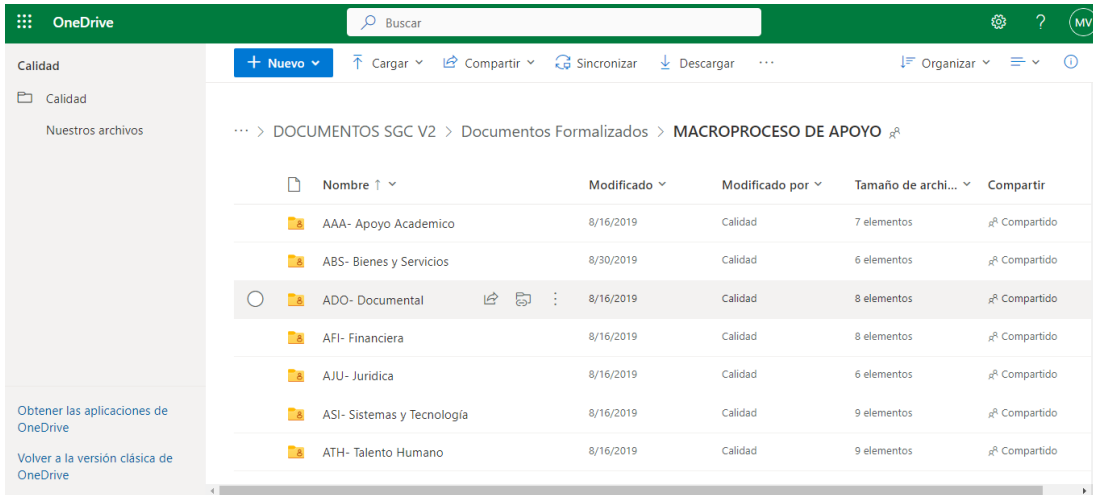 OneDrive
Buscar
?
MV
Calidad
Calidad
Nuestros archivos
Obtener las aplicaciones de
OneDrive
Volver a la versión clásica de
OneDrive
+ Nuevo Cargar Compartir Sincronizar Descargar ··· Organizar
··· > DOCUMENTOS SGC V2 > Documentos Formalizados > MACROPROCESO DE APOYO
Nombre ↑ Modificado Modificado por Tamaño de archi... Compartir
AAA- Apoyo Academico 8/16/2019 Calidad 7 elementos Compartido
ABS- Bienes y Servicios 8/30/2019 Calidad 6 elementos Compartido
ADO- Documental 8/16/2019 Calidad 8 elementos Compartido
AFI- Financiera 8/16/2019 Calidad 8 elementos Compartido
AJU- Juridica 8/16/2019 Calidad 6 elementos Compartido
ASI- Sistemas y Tecnología 8/16/2019 Calidad 9 elementos Compartido
ATH- Talento Humano 8/16/2019 Calidad 9 elementos Compartido